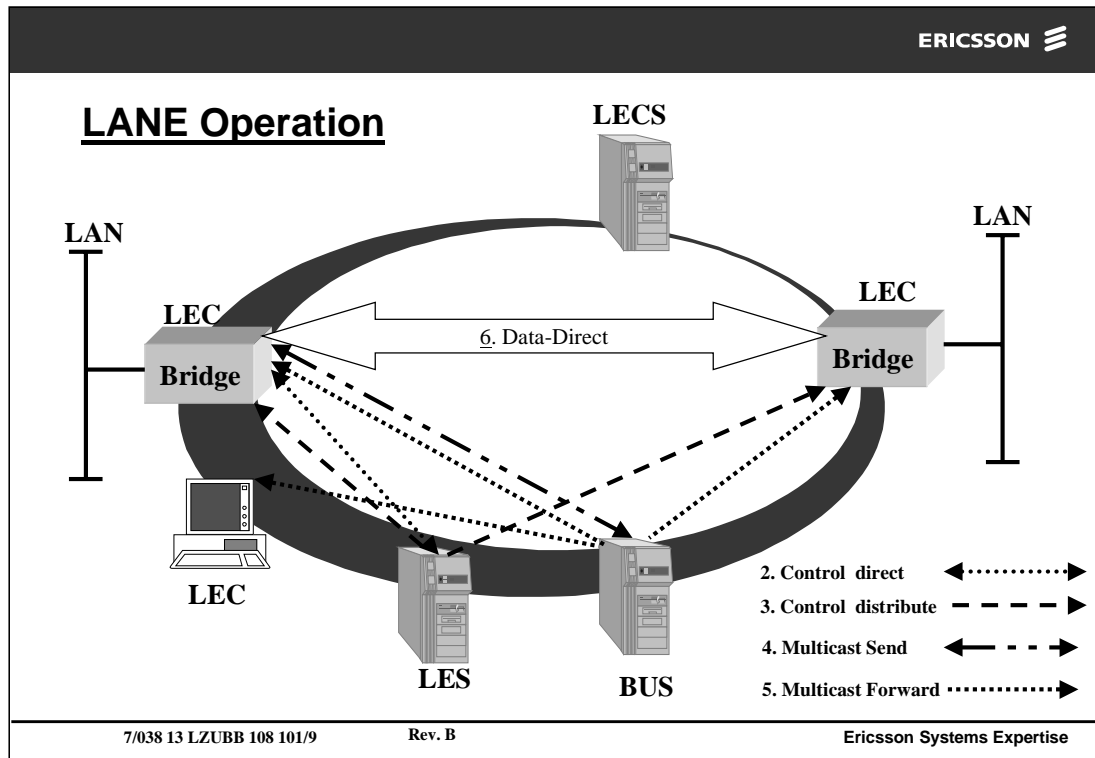 ERICSSON
LANE Operation
LECS
LAN
LAN
LEC
LEC
6. Data-Direct
Bridge
Bridge
LEC
LES
BUS
2. Control direct
3. Control distribute
4. Multicast Send
5. Multicast Forward
7/038 13 LZUBB 108 101/9 Rev. B Ericsson Systems Expertise